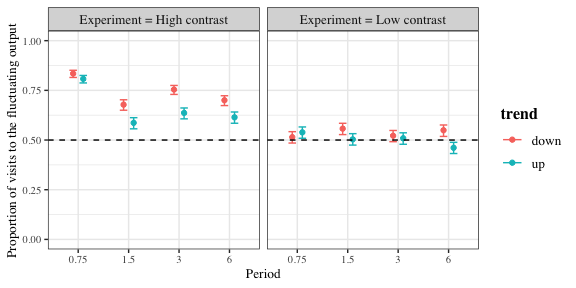 Experiment = High contrast
Experiment = Low contrast
Proportion of visits to the fluctuating output
1.00
0.75
0.50
0.25
0.00
0.75
1.5
3
6
0.75
1.5
3
6
Period
trend
down
up